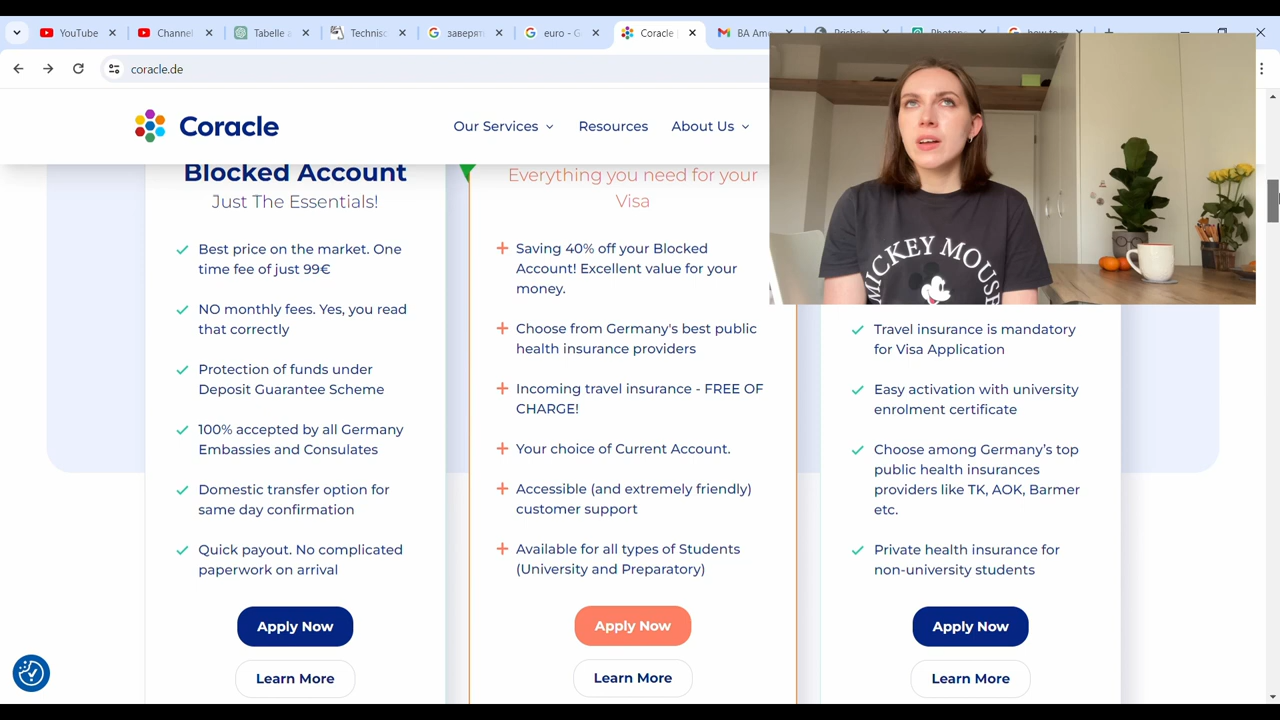 YouTube
Channel
Tabelle
Technisc
заверят
euro - G
Coracle
BA Am
how to
coracle.de
Coracle
Our Services
Resources
About Us
Blocked Account
Just The Essentials!
Best price on the market. One
time fee of just 99€
NO monthly fees. Yes, you read
that correctly
Protection of funds under
Deposit Guarantee Scheme
100% accepted by all Germany
Embassies and Consulates
Domestic transfer option for
same day confirmation
Quick payout. No complicated
paperwork on arrival
Apply Now
Learn More
Everything you need for your
Visa
Saving 40% off your Blocked
Account! Excellent value for your
money.
Choose from Germany's best public
health insurance providers
Incoming travel insurance - FREE OF
CHARGE!
Your choice of Current Account.
Accessible (and extremely friendly)
customer support
Available for all types of Students
(University and Preparatory)
Apply Now
Learn More
Travel insurance is mandatory
for Visa Application
Easy activation with university
enrolment certificate
Choose among Germany’s top
public health insurances
providers like TK, AOK, Barmer
etc.
Private health insurance for
non-university students
Apply Now
Learn More
MICKEY MOUSE